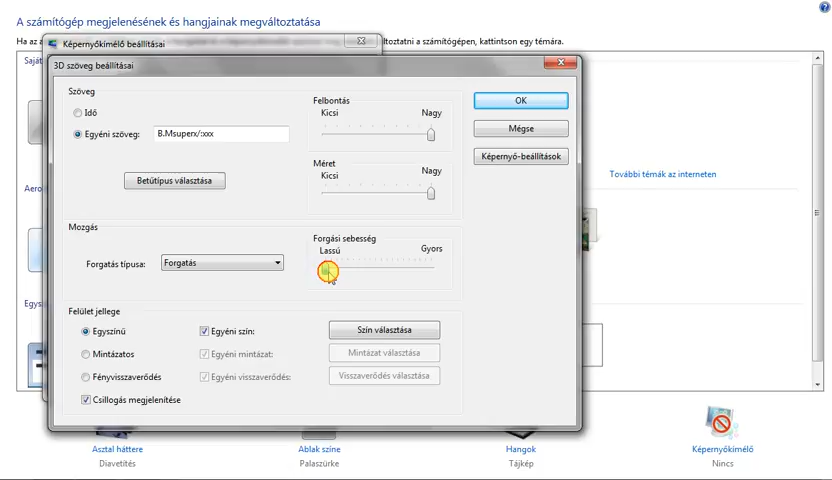 A számítógép megjelenésének és hangjainak megváltoztatása
Ha az
oltoztatni a számítógépen, kattintson egy témára.
Képernyőkímélő beállításai
Saját
3D szöveg beállításai
Szöveg
Idő
Egyéni szöveg:
B.Msuperx/:xxx
Betűtípus választása
Felbontás
Kicsi
Nagy
Méret
Kicsi
Nagy
OK
Mégse
Képernyő-beállítások
További témák az interneten
Aero
Mozgás
Forgatás típusa:
Forgatás
Forgási sebesség
Lassú
Gyors
Egysz
Felület jellege
Egyszínű
Egyéni szín:
Szín választása
Mintázatos
Egyéni mintázat:
Mintázat választása
Fényvisszaverődés
Egyéni visszaverődés:
Visszaverődés választása
Csillogás megjelenítése
Asztal háttere
Diavetítés
Ablak színe
Palaszürke
Hangok
Tájkép
Képernyőkímélő
Nincs